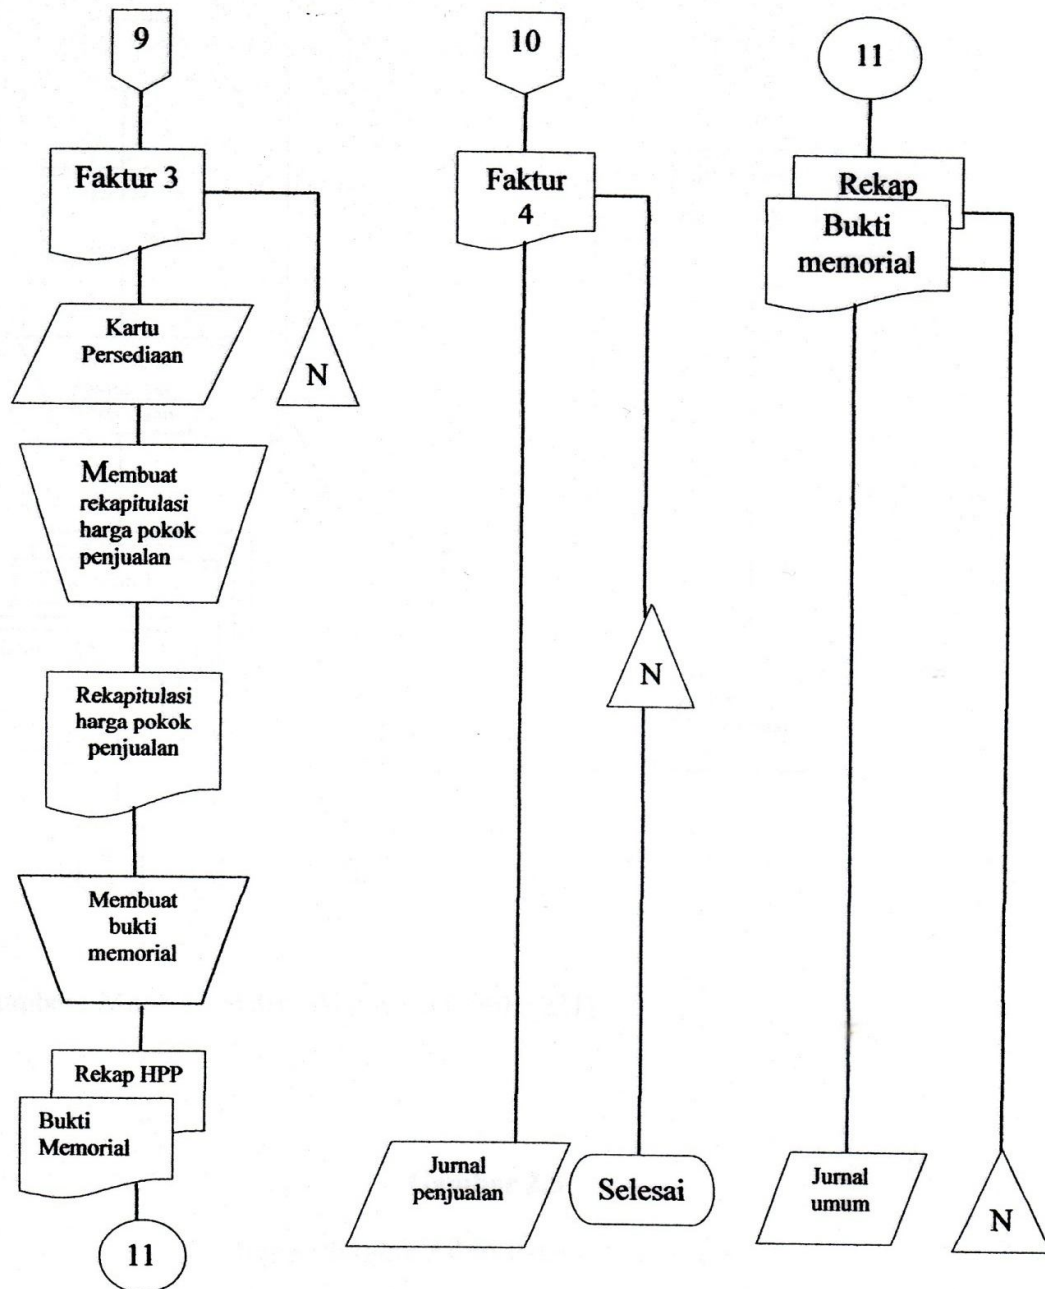 9
Faktur 3
N
Kartu
Persediaan
Membuat
rekapitulasi
harga pokok
penjualan
Rekapitulasi
harga pokok
penjualan
Membuat
bukti
memorial
Rekap HPP
Bukti
Memorial
11
10
Faktur
4
N
Jurnal
penjualan
Selesai
11
Rekap
Bukti
memorial
Jurnal
umum
N